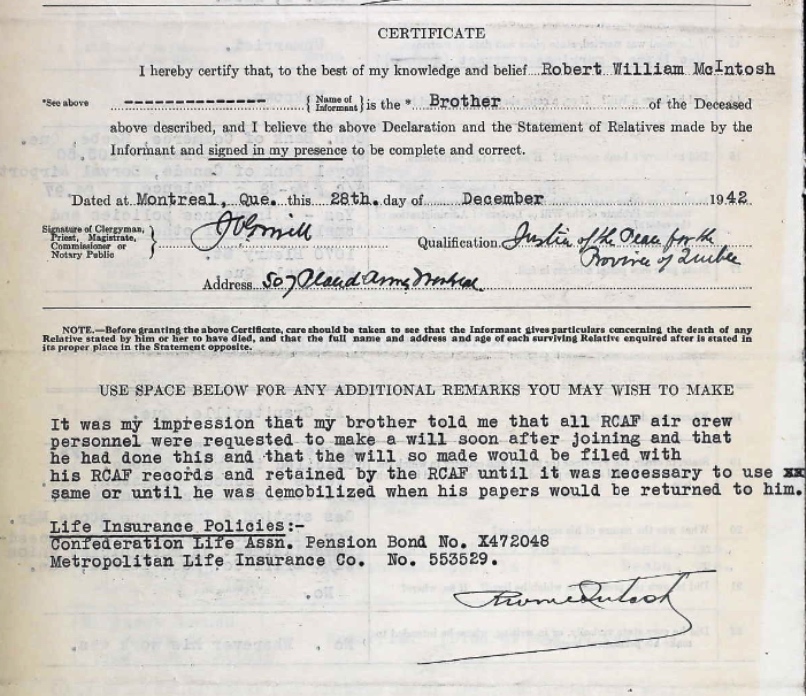 CERTIFICATE
I hereby certify that, to the best of my knowledge and belief Robert William McIntosh
*See above -------------- { Name of Informant } is the * Brother of the Deceased
above described, and I believe the above Declaration and the Statement of Relatives made by the
Informant and signed in my presence to be complete and correct.
Dated at Montreal, Que. this 28th. day of December 1942
Signature of Clergyman, Priest, Magistrate, Commissioner or Notary Public } Qualification. Justice of the Peace for the
Province of Quebec
Address 507 Place d'Armes Montreal
NOTE.—Before granting the above Certificate, care should be taken to see that the Informant gives particulars concerning the death of any
Relative stated by him or her to have died, and that the full name and address and age of each surviving Relative enquired after is stated in
its proper place in the Statement opposite.
USE SPACE BELOW FOR ANY ADDITIONAL REMARKS YOU MAY WISH TO MAKE
It was my impression that my brother told me that all RCAF air crew
personnel were requested to make a will soon after joining and that
he had done this and that the will so made would be filed with
his RCAF records and retained by the RCAF until it was necessary to use xx
same or until he was demobilized when his papers would be returned to him.
Life Insurance Policies:-
Confederation Life Assn. Pension Bond No. X472048
Metropolitan Life Insurance Co. No. 553529.
RWMcIntosh